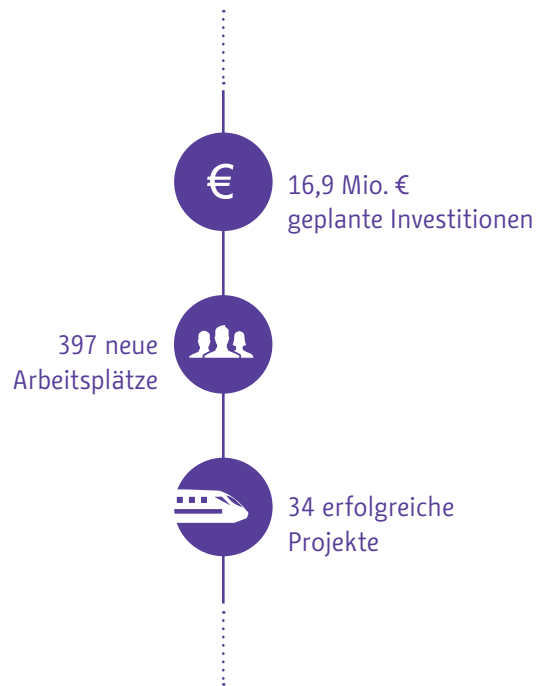 €
16,9 Mio. €
geplante Investitionen
397 neue
Arbeitsplätze
34 erfolgreiche
Projekte